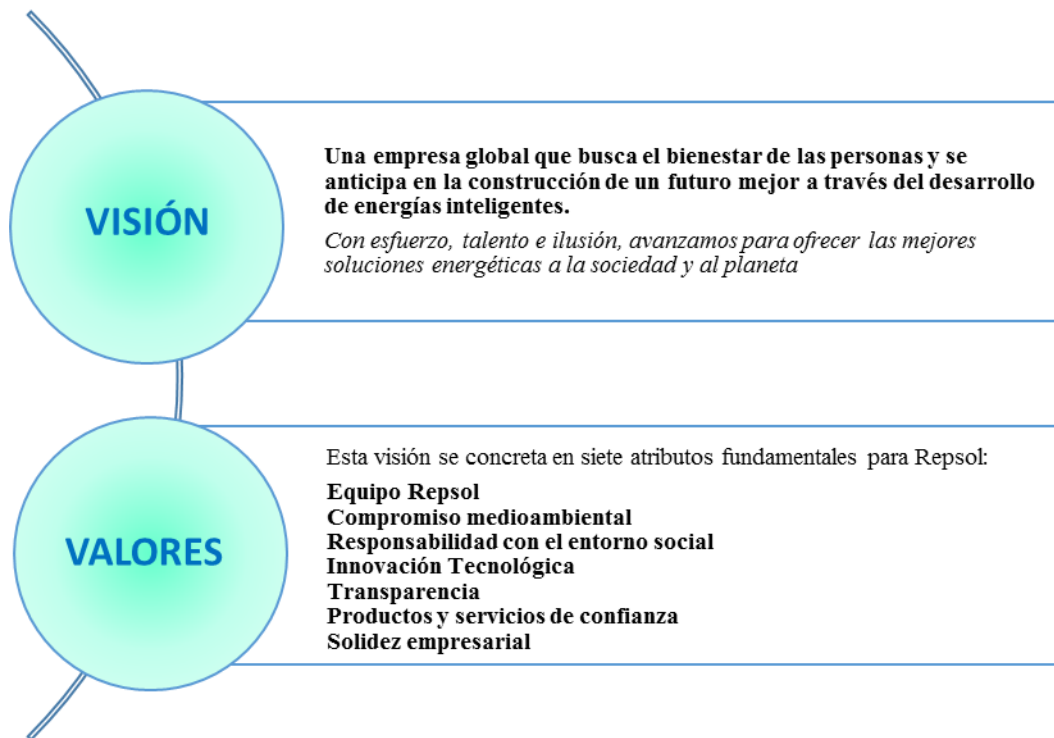 VISIÓN
Una empresa global que busca el bienestar de las personas y se
anticipa en la construcción de un futuro mejor a través del desarrollo
de energías inteligentes.
Con esfuerzo, talento e ilusión, avanzamos para ofrecer las mejores
soluciones energéticas a la sociedad y al planeta
VALORES
Esta visión se concreta en siete atributos fundamentales para Repsol:
Equipo Repsol
Compromiso medioambiental
Responsabilidad con el entorno social
Innovación Tecnológica
Transparencia
Productos y servicios de confianza
Solidez empresarial